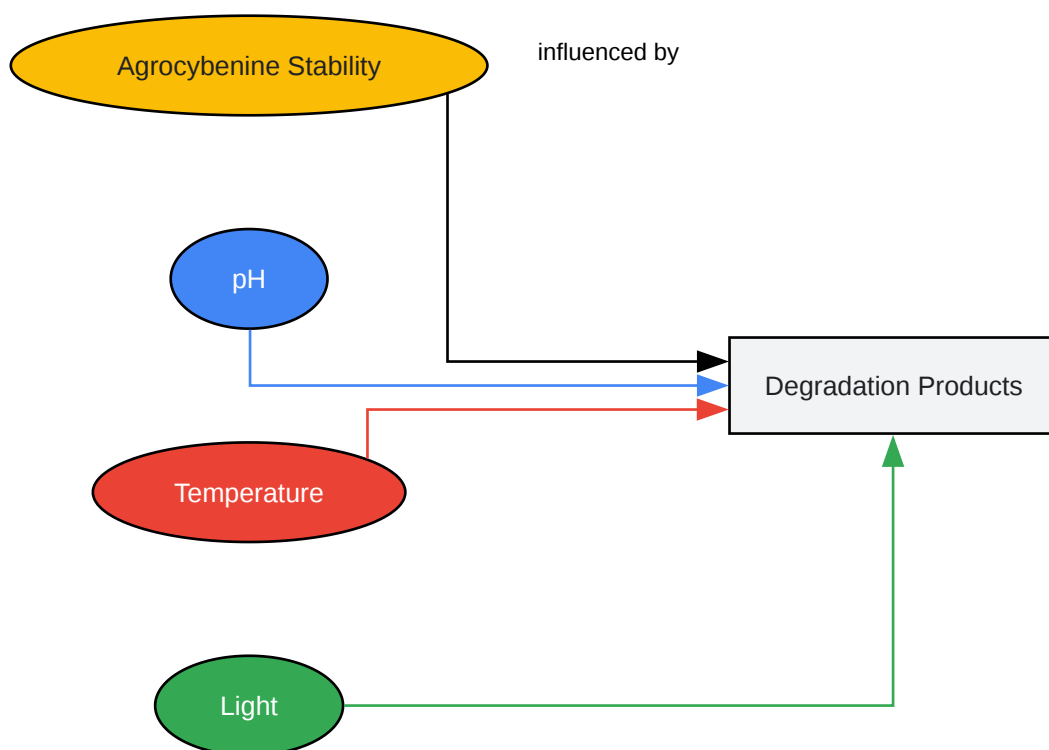 Agrocybenine Stability
influenced by
pH
Degradation Products
Temperature
Light